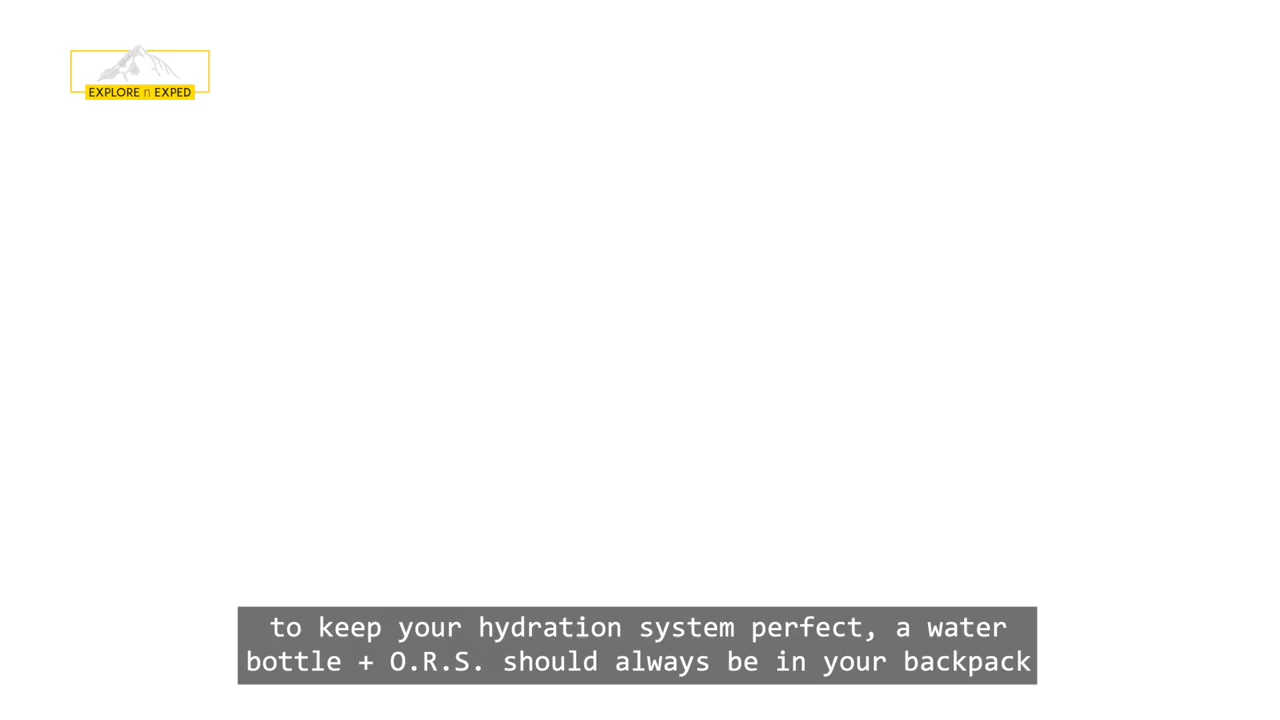 EXPLORE n EXPED
to keep your hydration system perfect, a water
bottle + O.R.S. should always be in your backpack